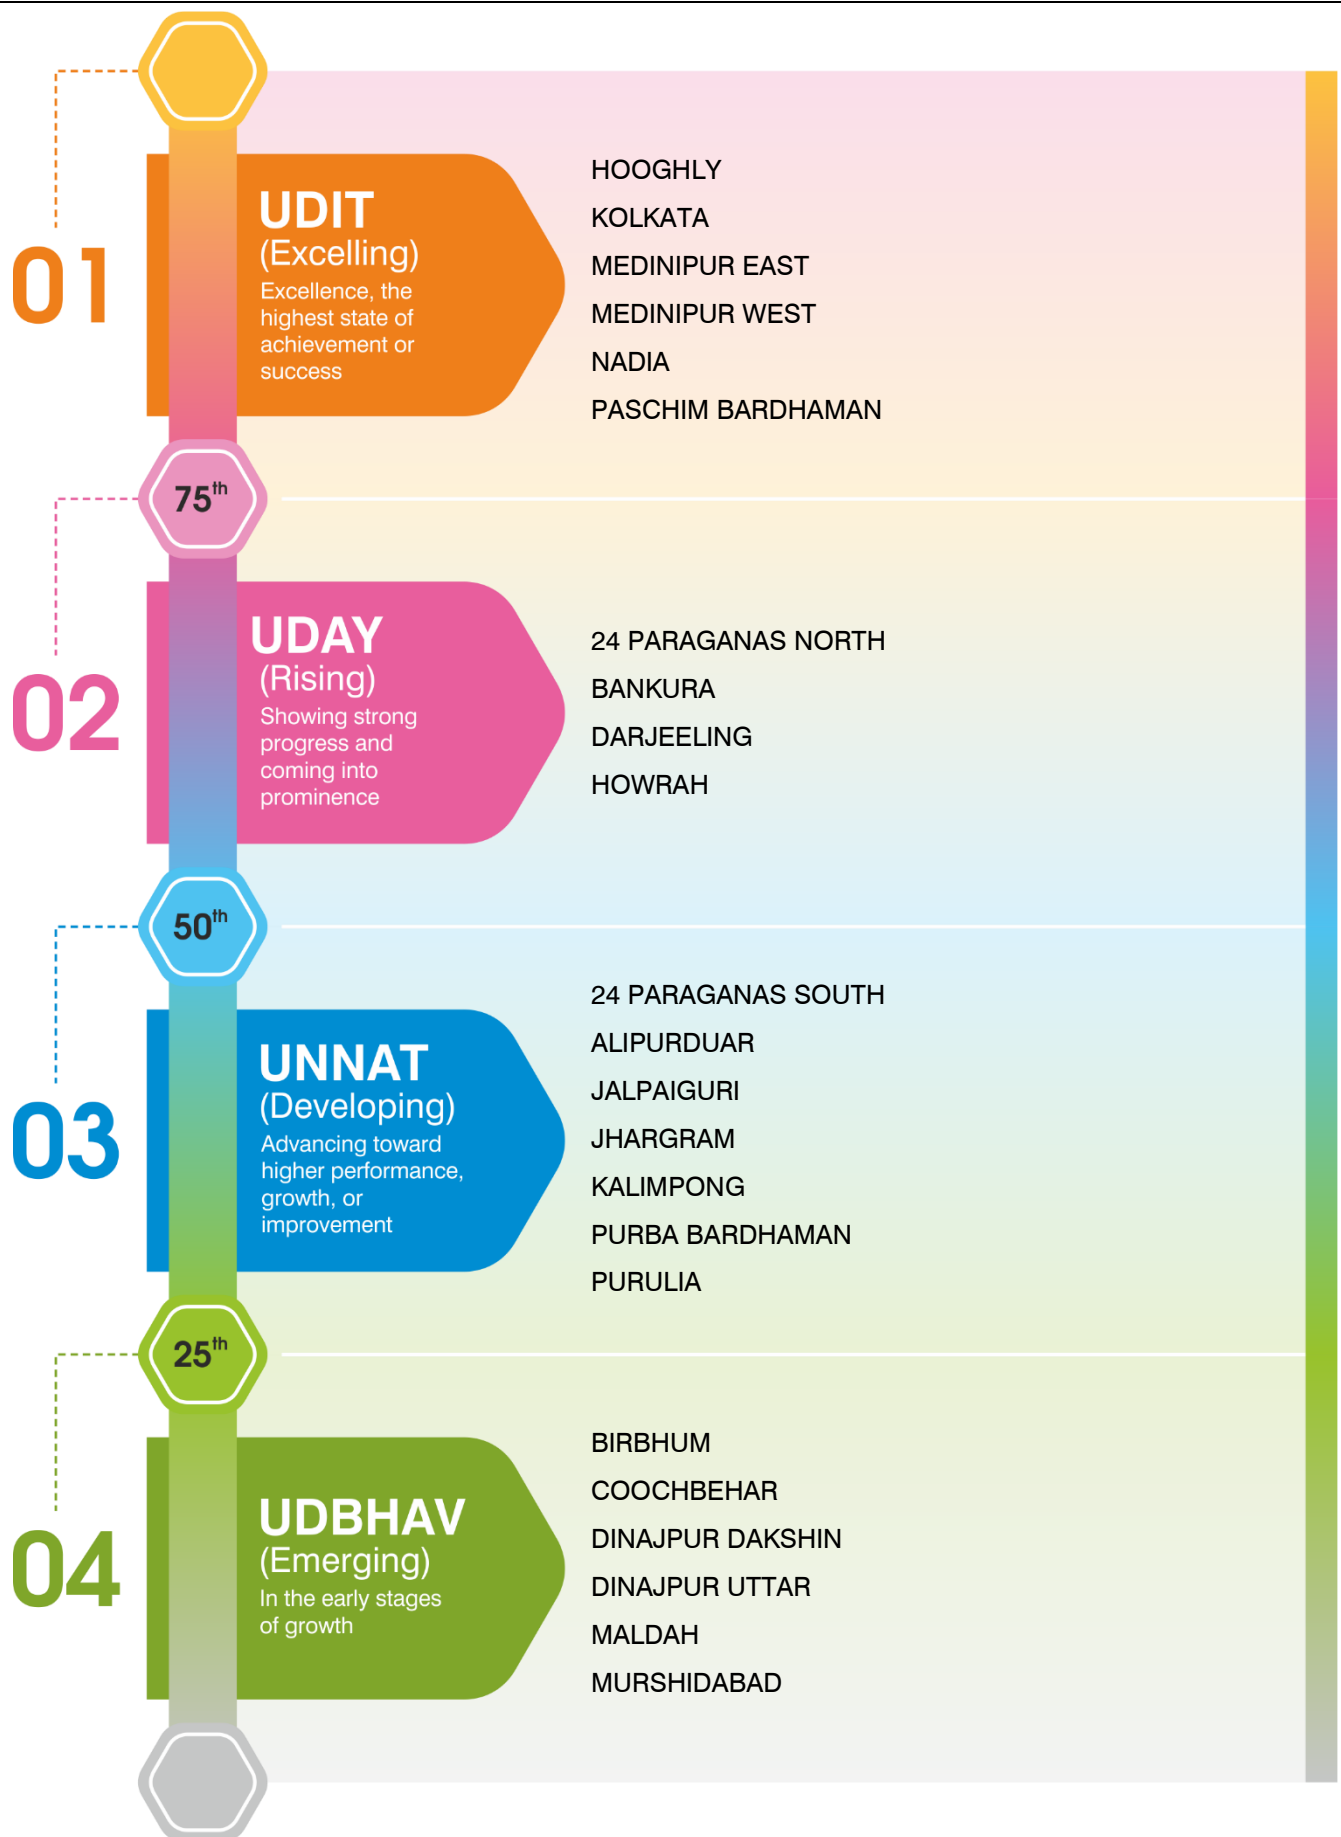 01
UDIT
(Excelling)
Excellence, the
highest state of
achievement or
success
HOOGHLY
KOLKATA
MEDINIPUR EAST
MEDINIPUR WEST
NADIA
PASCHIM BARDHAMAN
75th
02
UDAY
(Rising)
Showing strong
progress and
coming into
prominence
24 PARAGANAS NORTH
BANKURA
DARJEELING
HOWRAH
50th
03
UNNAT
(Developing)
Advancing toward
higher performance,
growth, or
improvement
24 PARAGANAS SOUTH
ALIPURDUAR
JALPAIGURI
JHARGRAM
KALIMPONG
PURBA BARDHAMAN
PURULIA
25th
04
UDBHAV
(Emerging)
In the early stages
of growth
BIRBHUM
COOCHBEHAR
DINAJPUR DAKSHIN
DINAJPUR UTTAR
MALDAH
MURSHIDABAD